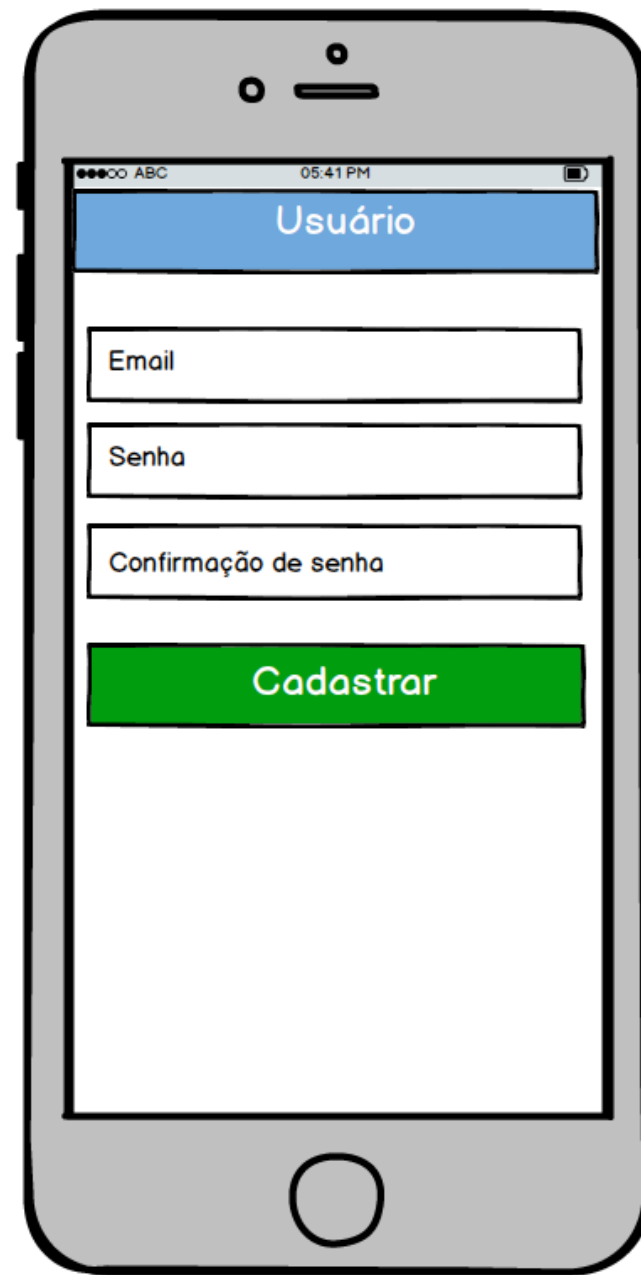 ABC 05:41 PM
Usuário
Email
Senha
Confirmação de senha
Cadastrar